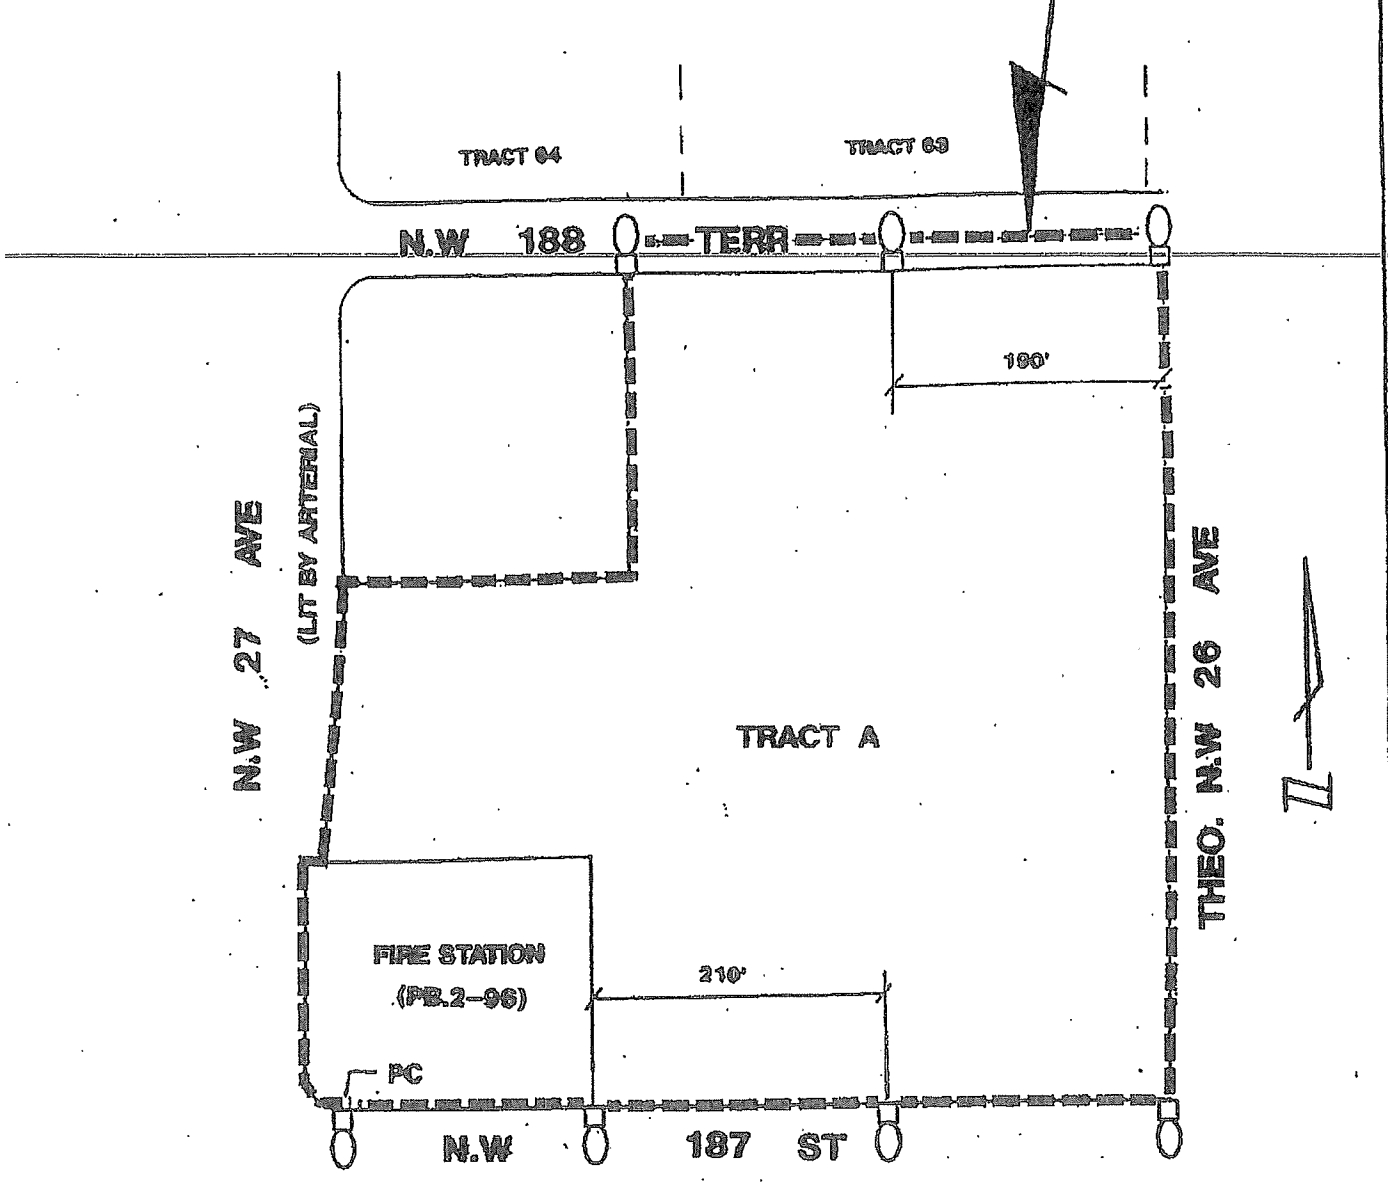 TRACT 64
TRACT 63
N.W 188 TERR
190'
N.W 27 AVE
(LIT BY ARTERIAL)
THEO. N.W 26 AVE
TRACT A
FIRE STATION
(PB.2-96)
210'
PC
N.W 187 ST